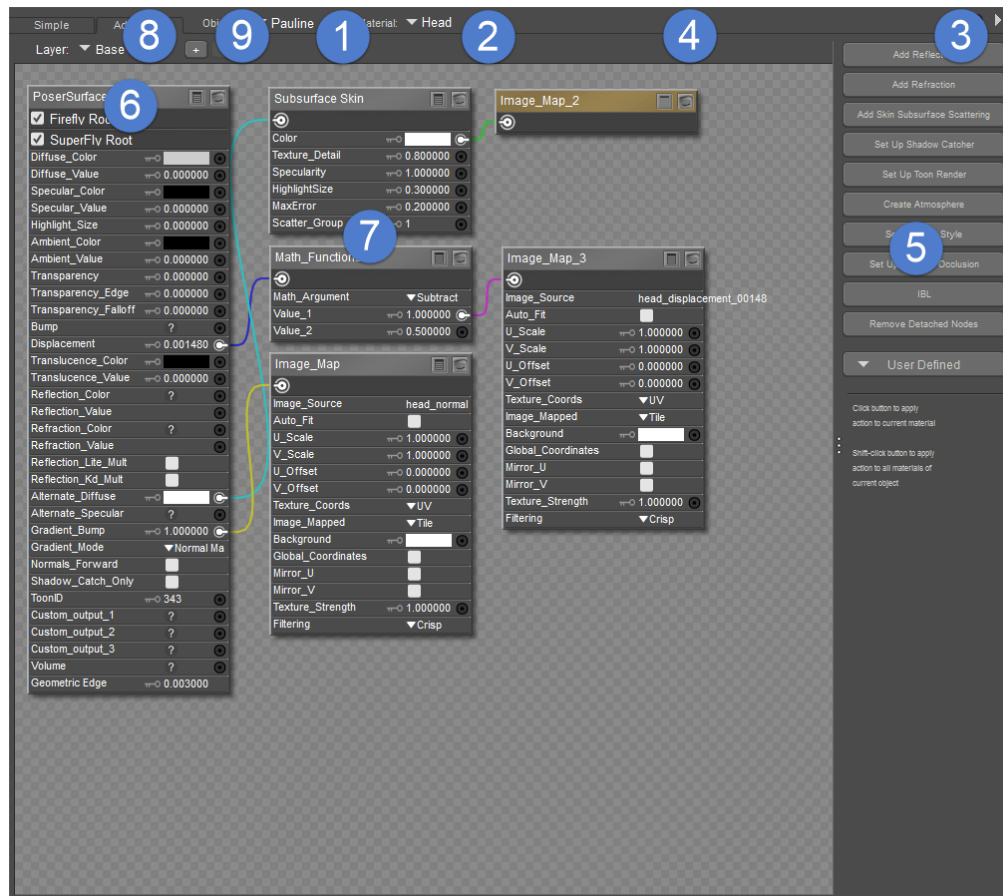 Simple
Pauline
Material:
Head
Layer:
Base
+
8
9
1
2
4
3
6
7
5
PoserSurface
Firefly Root
SuperFly Root
Diffuse_Color
Diffuse_Value 0.000000
Specular_Color
Specular_Value 0.000000
Highlight_Size 0.000000
Ambient_Color
Ambient_Value 0.000000
Transparency 0.000000
Transparency_Edge 0.000000
Transparency_Falloff 0.000000
Bump ?
Displacement 0.001480
Translucence_Color
Translucence_Value 0.000000
Reflection_Color ?
Reflection_Value
Refraction_Color ?
Refraction_Value
Reflection_Lite_Mult
Reflection_Kd_Mult
Alternate_Diffuse
Alternate_Specular ?
Gradient_Bump 1.000000
Gradient_Mode Normal Ma
Normals_Forward
Shadow_Catch_Only
ToonID 343
Custom_output_1 ?
Custom_output_2 ?
Custom_output_3 ?
Volume ?
Geometric Edge 0.003000
Subsurface Skin
Color
Texture_Detail 0.800000
Specularity 1.000000
HighlightSize 0.300000
MaxError 0.200000
Scatter_Group 1
Math_Function
Math_Argument Subtract
Value_1 1.000000
Value_2 0.500000
Image_Map
Image_Source head_normal
Auto_Fit
U_Scale 1.000000
V_Scale 1.000000
U_Offset 0.000000
V_Offset 0.000000
Texture_Coords UV
Image_Mapped Tile
Background
Global_Coordinates
Mirror_U
Mirror_V
Texture_Strength 1.000000
Filtering Crisp
Image_Map_2
Image_Map_3
Image_Source head_displacement_00148
Auto_Fit
U_Scale 1.000000
V_Scale 1.000000
U_Offset 0.000000
V_Offset 0.000000
Texture_Coords UV
Image_Mapped Tile
Background
Global_Coordinates
Mirror_U
Mirror_V
Texture_Strength 1.000000
Filtering Crisp
Add Refraction
Add Skin Subsurface Scattering
Set Up Shadow Catcher
Set Up Toon Render
Create Atmosphere
Style
IBL
Remove Detached Nodes
User Defined
Click button to apply
action to current material
Shift-click button to apply
action to all materials of
current object